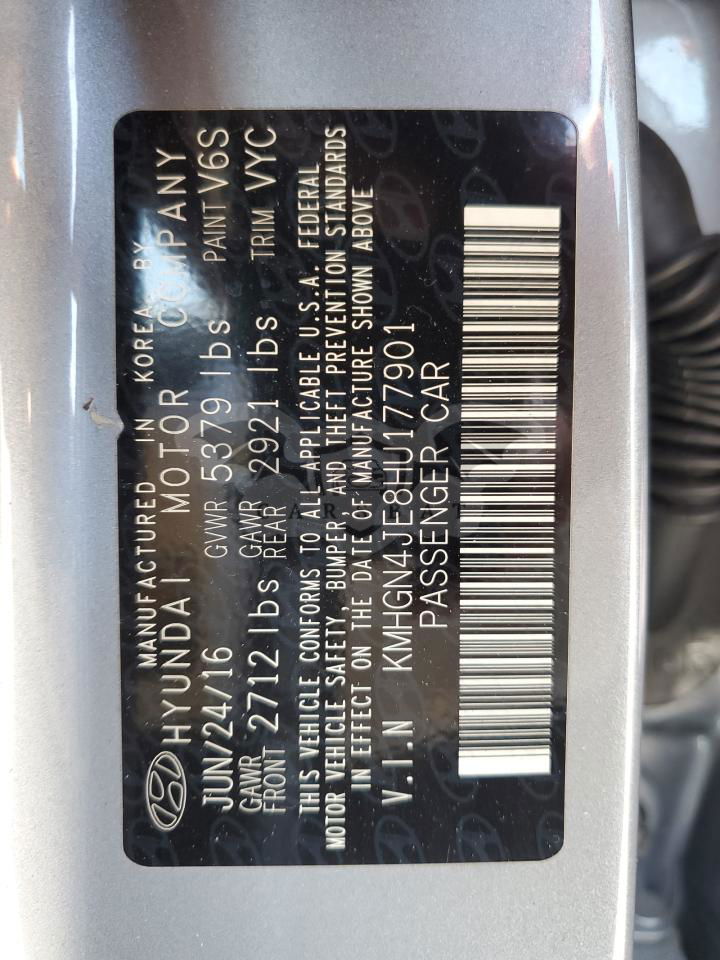 MANUFACTURED IN KOREA BY
HYUNDAI MOTOR COMPANY
JUN/24/16 GVWR 5379 lbs PAINT V6S
GAWR FRONT 2712 lbs GAWR REAR 2921 lbs TRIM VYC
THIS VEHICLE CONFORMS TO ALL APPLICABLE U.S.A. FEDERAL
MOTOR VEHICLE SAFETY, BUMPER, AND THEFT PREVENTION STANDARDS
IN EFFECT ON THE DATE OF MANUFACTURE SHOWN ABOVE
V.I.N KMHGN4JE8HU177901
PASSENGER CAR